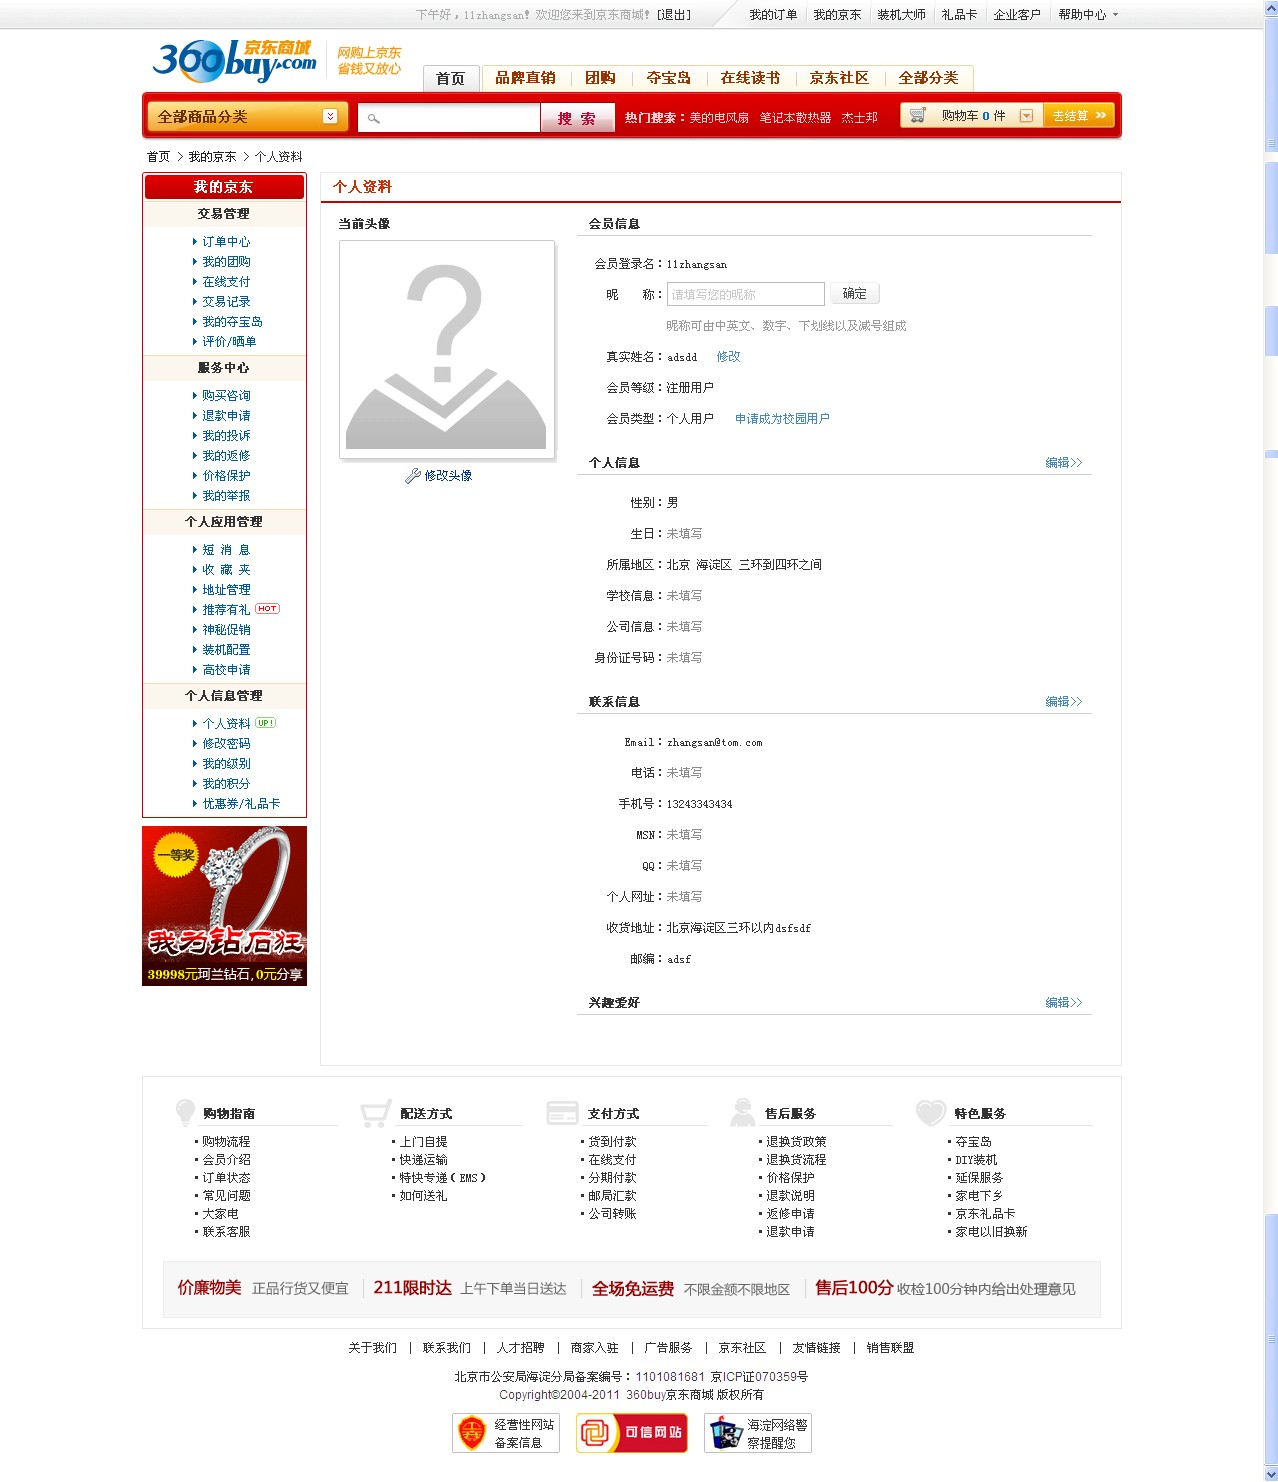 下午好，llzhangsan！欢迎您来到京东商城！[退出] 我的订单 我的京东 装机大师 礼品卡 企业客户 帮助中心
360buy.com 京东商城 网购上京东 省钱又放心
首页 品牌直销 团购 夺宝岛 在线读书 京东社区 全部分类
全部商品分类 搜 索 热门搜索：美的电风扇 笔记本散热器 杰士邦 购物车 0 件 去结算
首页 > 我的京东 > 个人资料
我的京东
交易管理
订单中心
我的团购
在线支付
交易记录
我的夺宝岛
评价/晒单
服务中心
购买咨询
退款申请
我的投诉
我的返修
价格保护
我的举报
个人应用管理
短 消 息
收 藏 夹
地址管理
推荐有礼 HOT
神秘促销
装机配置
高校申请
个人信息管理
个人资料 UP!
修改密码
我的级别
我的积分
优惠券/礼品卡
一等奖
我为钻石狂
39998元珂兰钻石,0元分享
个人资料
当前头像
修改头像
会员信息
会员登录名：llzhangsan
昵 称：请填写您的昵称 确定
昵称可由中英文、数字、下划线以及减号组成
真实姓名：adsdd 修改
会员等级：注册用户
会员类型：个人用户 申请成为校园用户
个人信息 编辑>>
性别：男
生日：未填写
所属地区：北京 海淀区 三环到四环之间
学校信息：未填写
公司信息：未填写
身份证号码：未填写
联系信息 编辑>>
Email：zhangsan@tom.com
电话：未填写
手机号：13243343434
MSN：未填写
QQ：未填写
个人网址：未填写
收货地址：北京海淀区三环以内dsfsdf
邮编：adsf
兴趣爱好 编辑>>
购物指南
购物流程
会员介绍
订单状态
常见问题
大家电
联系客服
配送方式
上门自提
快递运输
特快专递（EMS）
如何送礼
支付方式
货到付款
在线支付
分期付款
邮局汇款
公司转账
售后服务
退换货政策
退换货流程
价格保护
退款说明
返修申请
退款申请
特色服务
夺宝岛
DIY装机
延保服务
家电下乡
京东礼品卡
家电以旧换新
价廉物美 正品行货又便宜 211限时达 上午下单当日送达 全场免运费 不限金额不限地区 售后100分 收检100分钟内给出处理意见
关于我们 | 联系我们 | 人才招聘 | 商家入驻 | 广告服务 | 京东社区 | 友情链接 | 销售联盟
北京市公安局海淀分局备案编号：1101081681 京ICP证070359号
Copyright©2004-2011 360buy京东商城 版权所有
经营性网站
备案信息
可信网站
海淀网络警
察提醒您